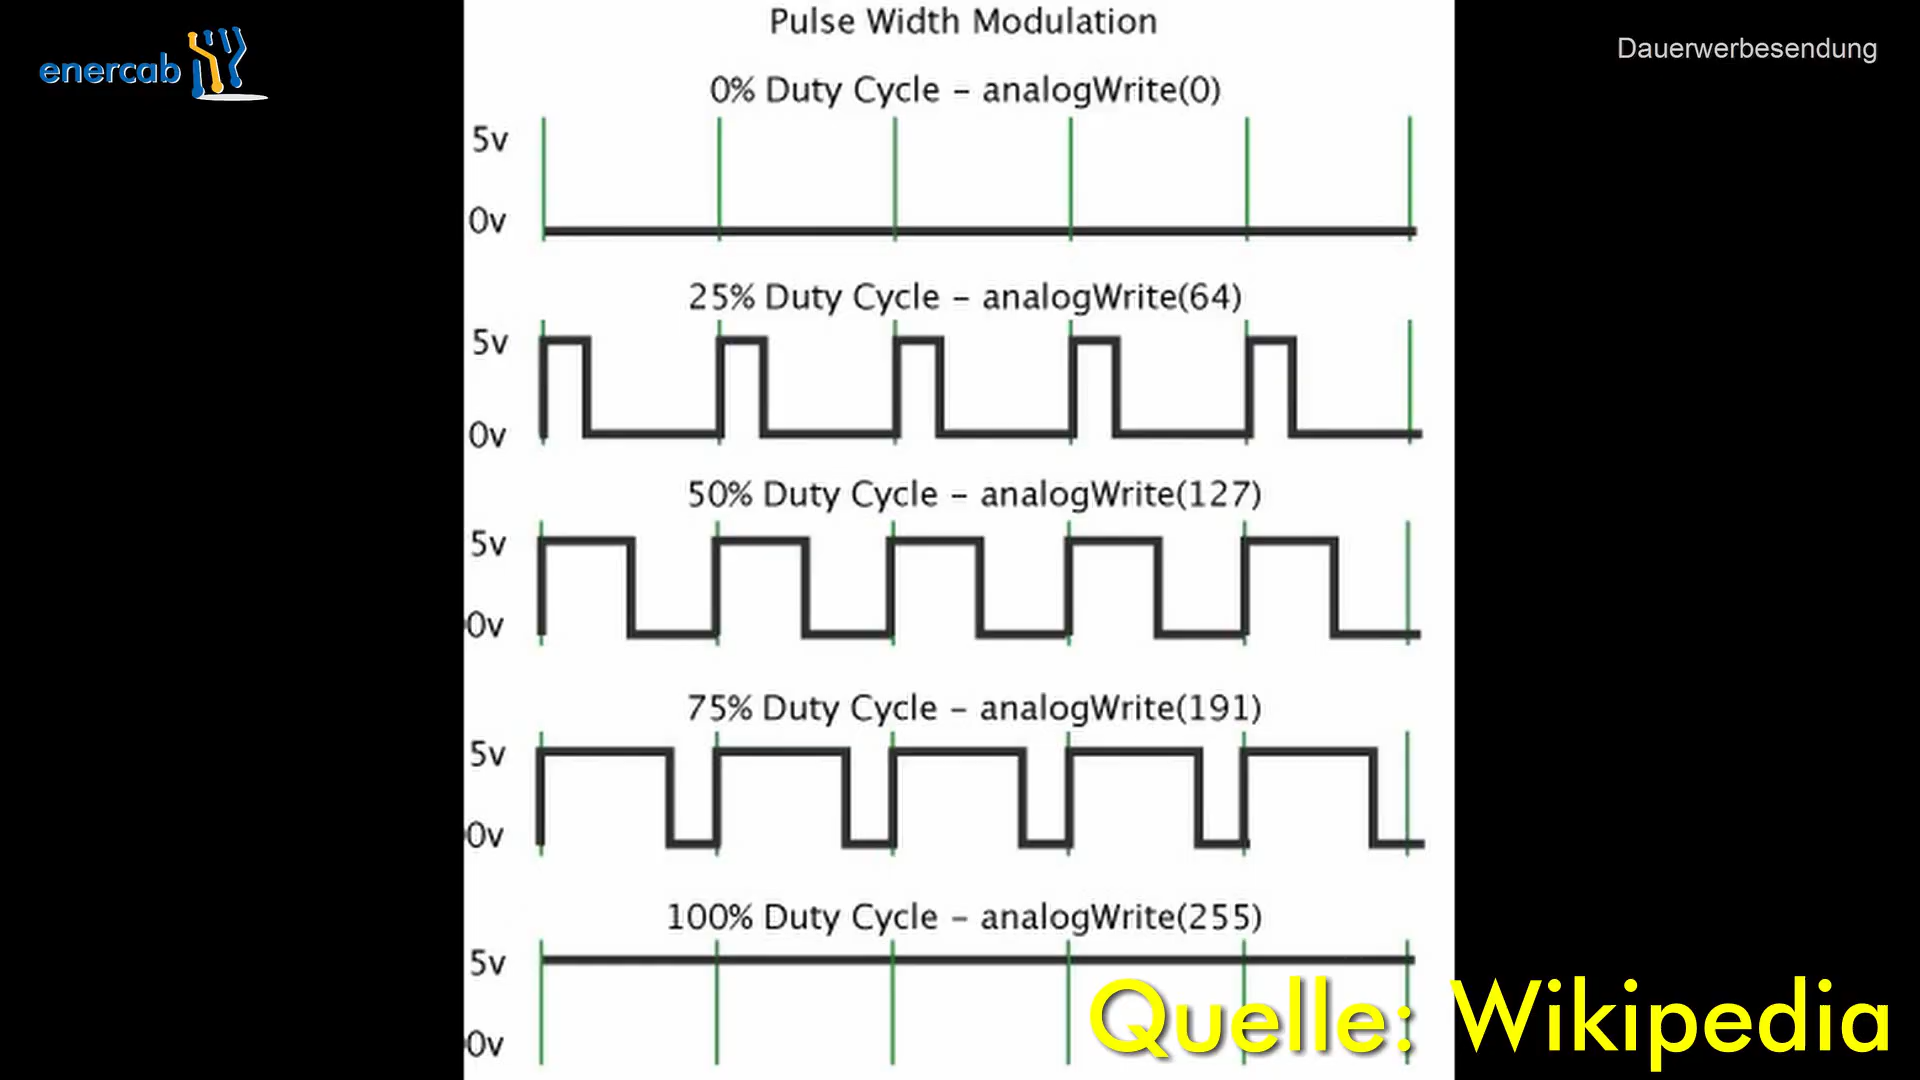 Pulse Width Modulation
enercab
Dauerwerbesendung
0% Duty Cycle – analogWrite(0)
5v
0v
25% Duty Cycle – analogWrite(64)
5v
0v
50% Duty Cycle – analogWrite(127)
5v
0v
75% Duty Cycle – analogWrite(191)
5v
0v
100% Duty Cycle – analogWrite(255)
5v
0v
Quelle: Wikipedia